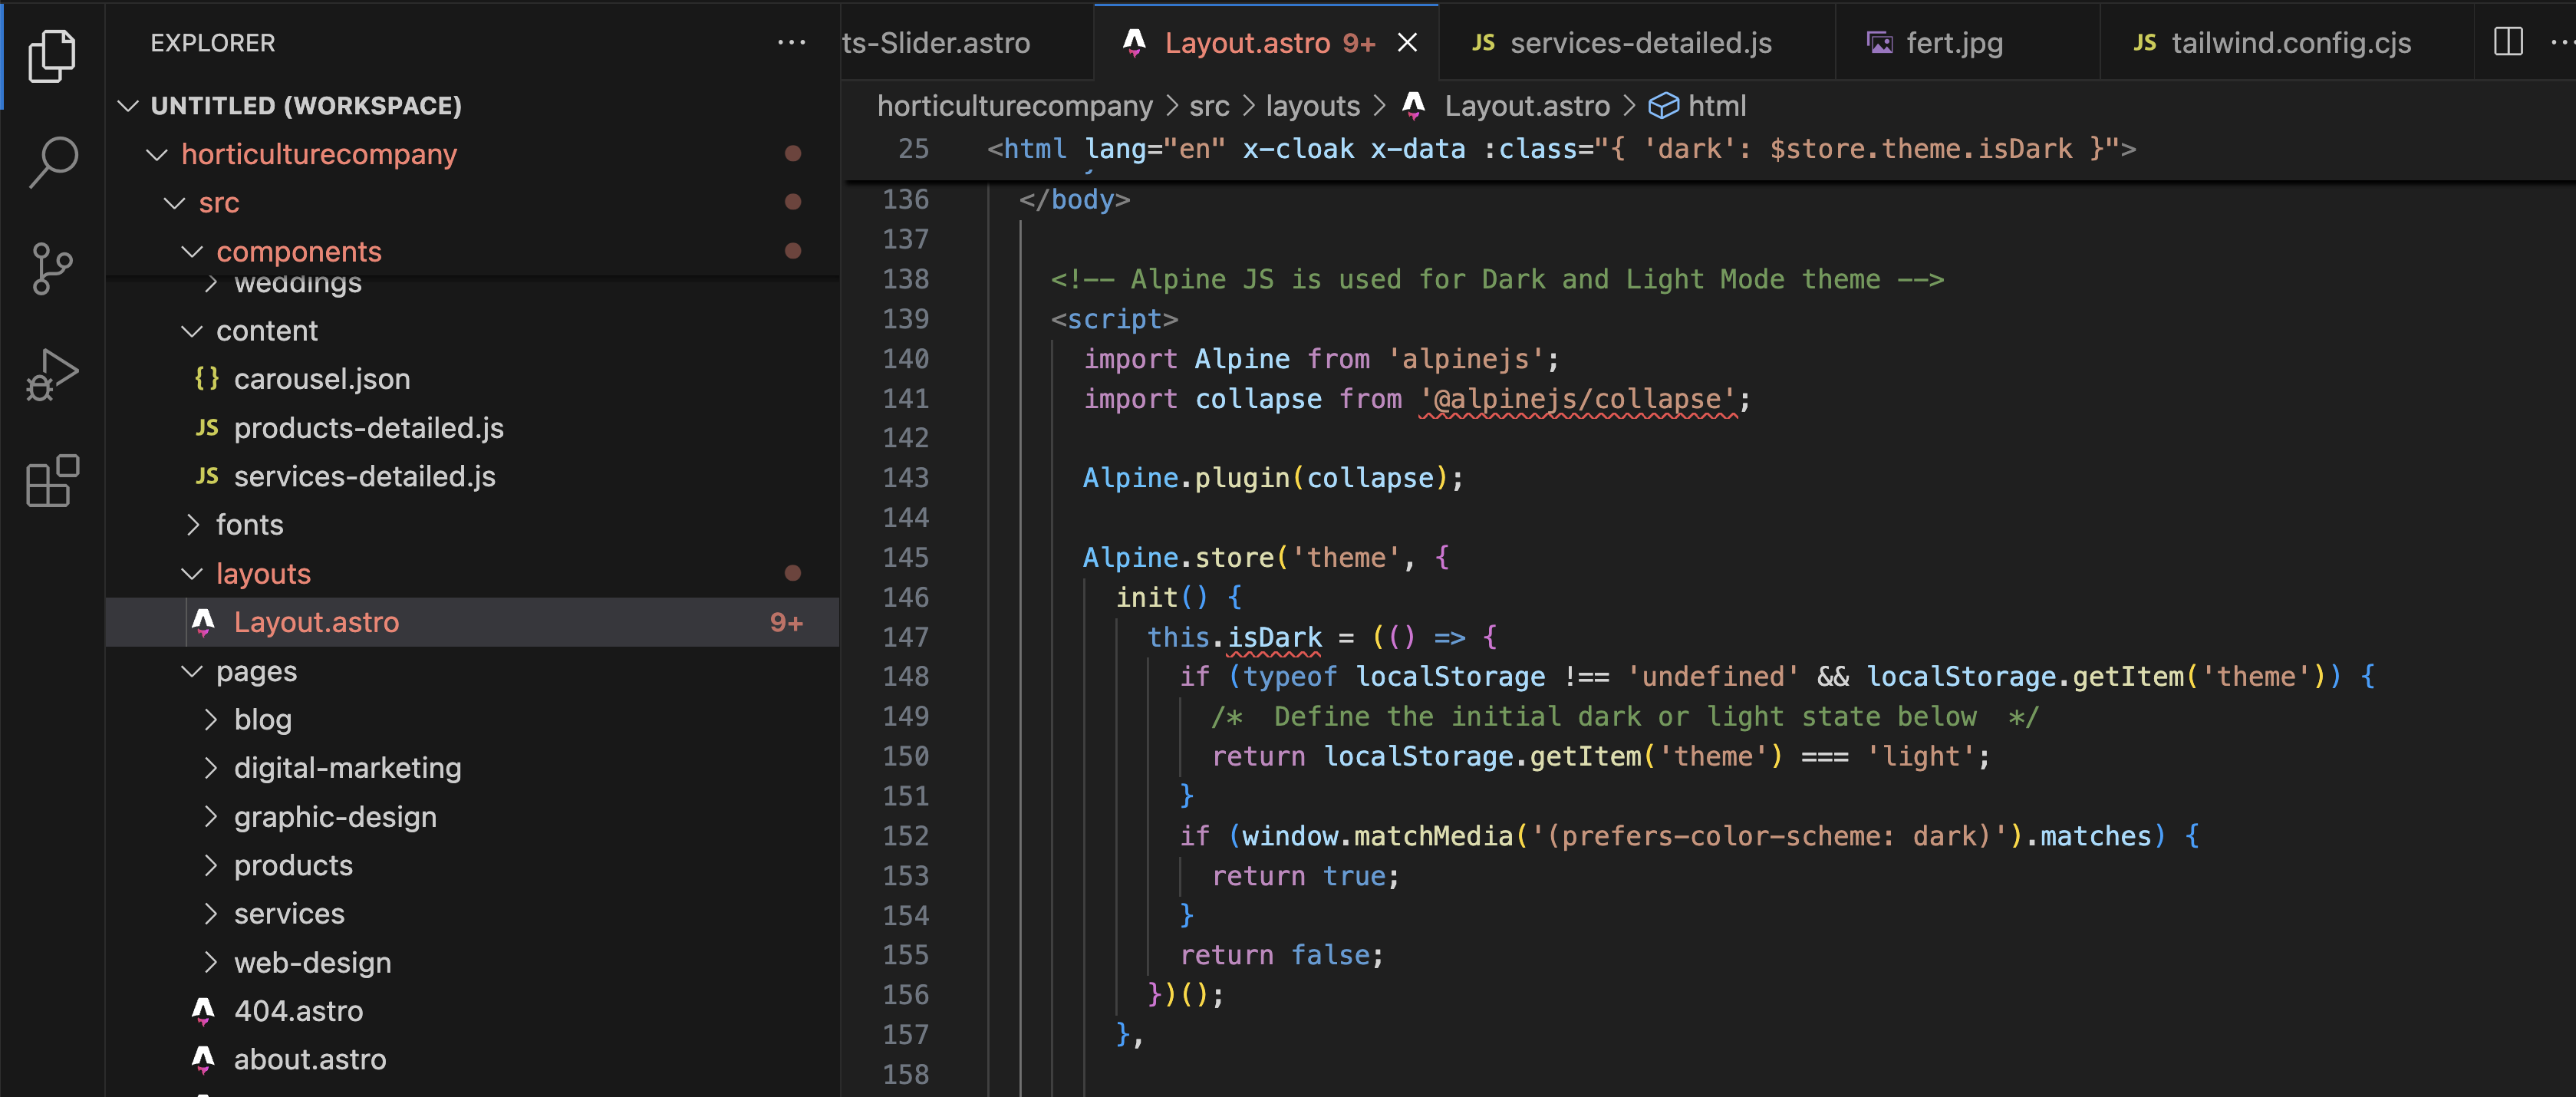 EXPLORER
UNTITLED (WORKSPACE)
horticulturecompany
src
components
weddings
content
{} carousel.json
JS products-detailed.js
JS services-detailed.js
fonts
layouts
Layout.astro 9+
pages
blog
digital-marketing
graphic-design
products
services
web-design
404.astro
about.astro
ts-Slider.astro
Layout.astro 9+
JS services-detailed.js
fert.jpg
JS tailwind.config.cjs
horticulturecompany > src > layouts > Layout.astro > html
25 <html lang="en" x-cloak x-data :class="{ 'dark': $store.theme.isDark }">
136 </body>
137
138 <!-- Alpine JS is used for Dark and Light Mode theme -->
139 <script>
140 import Alpine from 'alpinejs';
141 import collapse from '@alpinejs/collapse';
142
143 Alpine.plugin(collapse);
144
145 Alpine.store('theme', {
146 init() {
147 this.isDark = (() => {
148 if (typeof localStorage !== 'undefined' && localStorage.getItem('theme')) {
149 /*  Define the initial dark or light state below  */
150 return localStorage.getItem('theme') === 'light';
151 }
152 if (window.matchMedia('(prefers-color-scheme: dark)').matches) {
153 return true;
154 }
155 return false;
156 })();
157 },
158